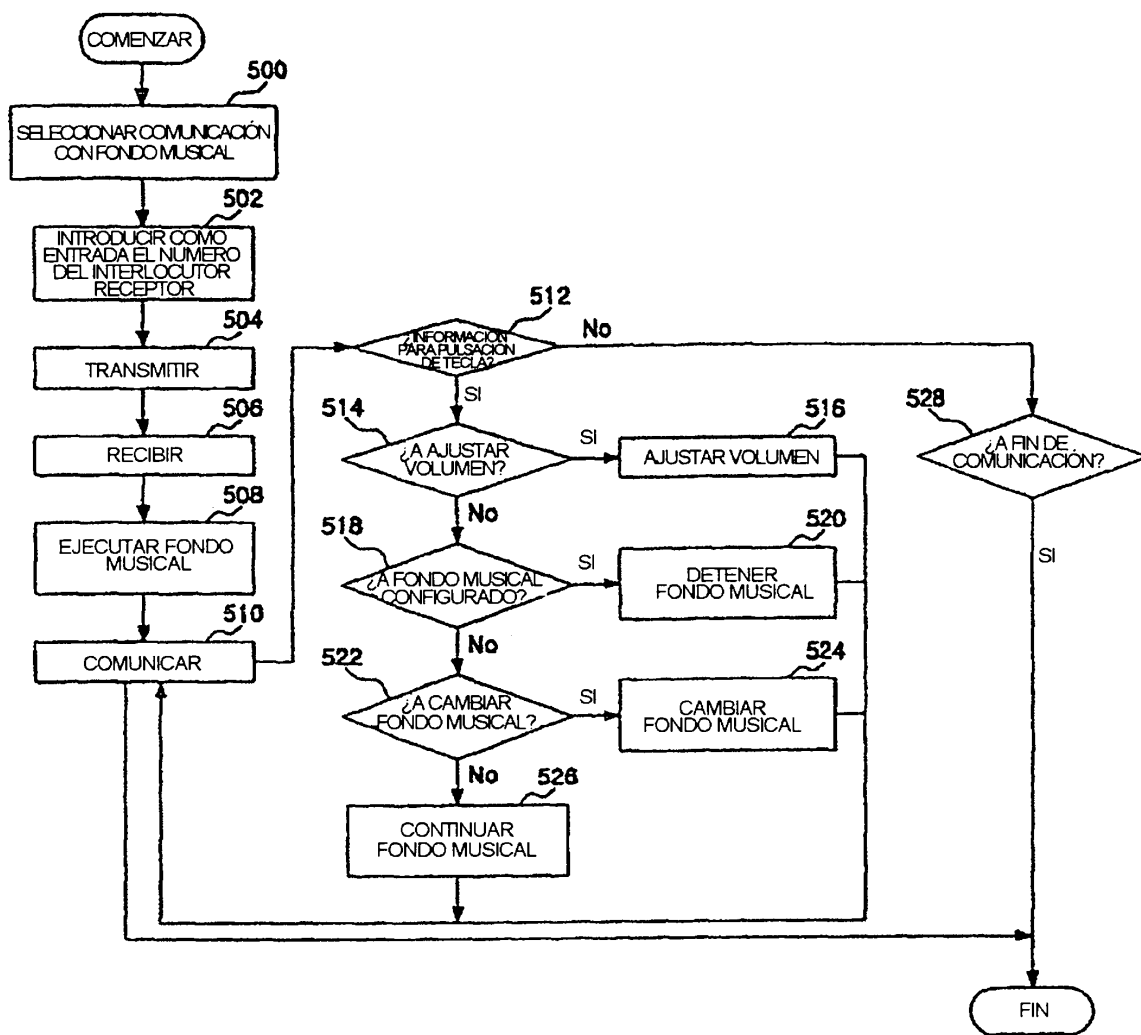 COMENZAR
500
SELECCIONAR COMUNICACIÓN
CON FONDO MUSICAL
502
INTRODUCIR COMO
ENTRADA EL NUMERO
DEL INTERLOCUTOR
RECEPTOR
504
TRANSMITIR
506
RECIBIR
508
EJECUTAR FONDO
MUSICAL
510
COMUNICAR
512
¿INFORMACIÓN
PARA PULSACIÓN
DE TECLA?
No
SI
514
¿A AJUSTAR
VOLUMEN?
SI
516
AJUSTAR VOLUMEN
No
518
¿A FONDO MUSICAL
CONFIGURADO?
SI
520
DETENER
FONDO MUSICAL
No
522
¿A CAMBIAR
FONDO MUSICAL?
SI
524
CAMBIAR
FONDO MUSICAL
No
526
CONTINUAR
FONDO MUSICAL
528
¿A FIN DE
COMUNICACIÓN?
SI
FIN